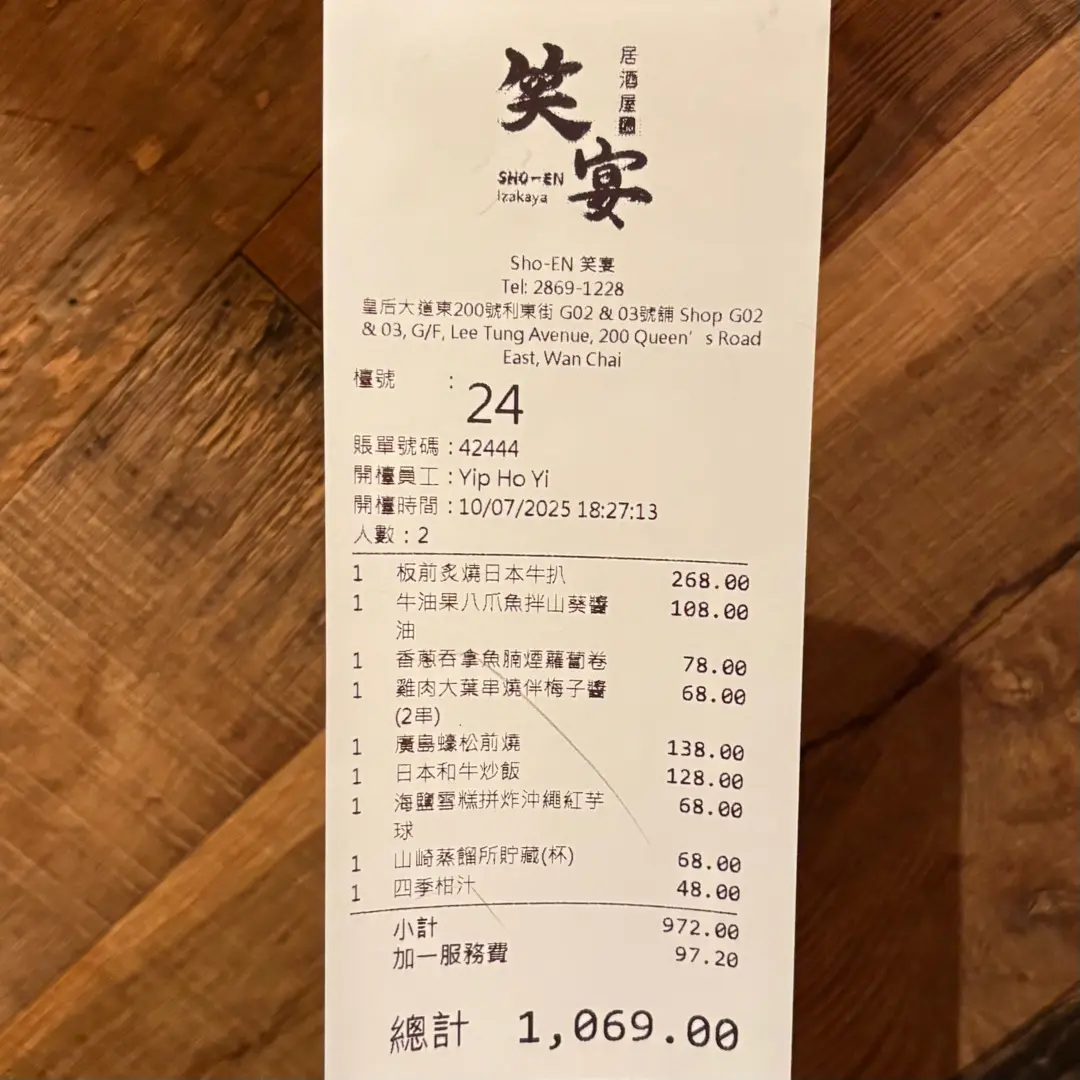 笑宴
居酒屋
SHO-EN
Izakaya
Sho-EN 笑宴
Tel: 2869-1228
皇后大道東200號利東街 G02 & 03號舖 Shop G02
& 03, G/F, Lee Tung Avenue, 200 Queen's Road
East, Wan Chai
檯號 : 24
賬單號碼 : 42444
開檯員工 : Yip Ho Yi
開檯時間 : 10/07/2025 18:27:13
人數 : 2
1 板前炙燒日本牛扒 268.00
1 牛油果八爪魚拌山葵醬 108.00
油
1 香蔥吞拿魚腩煙蘿蔔卷 78.00
1 雞肉大葉串燒伴梅子醬 68.00
(2串)
1 廣島蠔松前燒 138.00
1 日本和牛炒飯 128.00
1 海鹽雪糕拼炸沖繩紅芋 68.00
球
1 山崎蒸餾所貯藏(杯) 68.00
1 四季柑汁 48.00
小計 972.00
加一服務費 97.20
總計 1,069.00